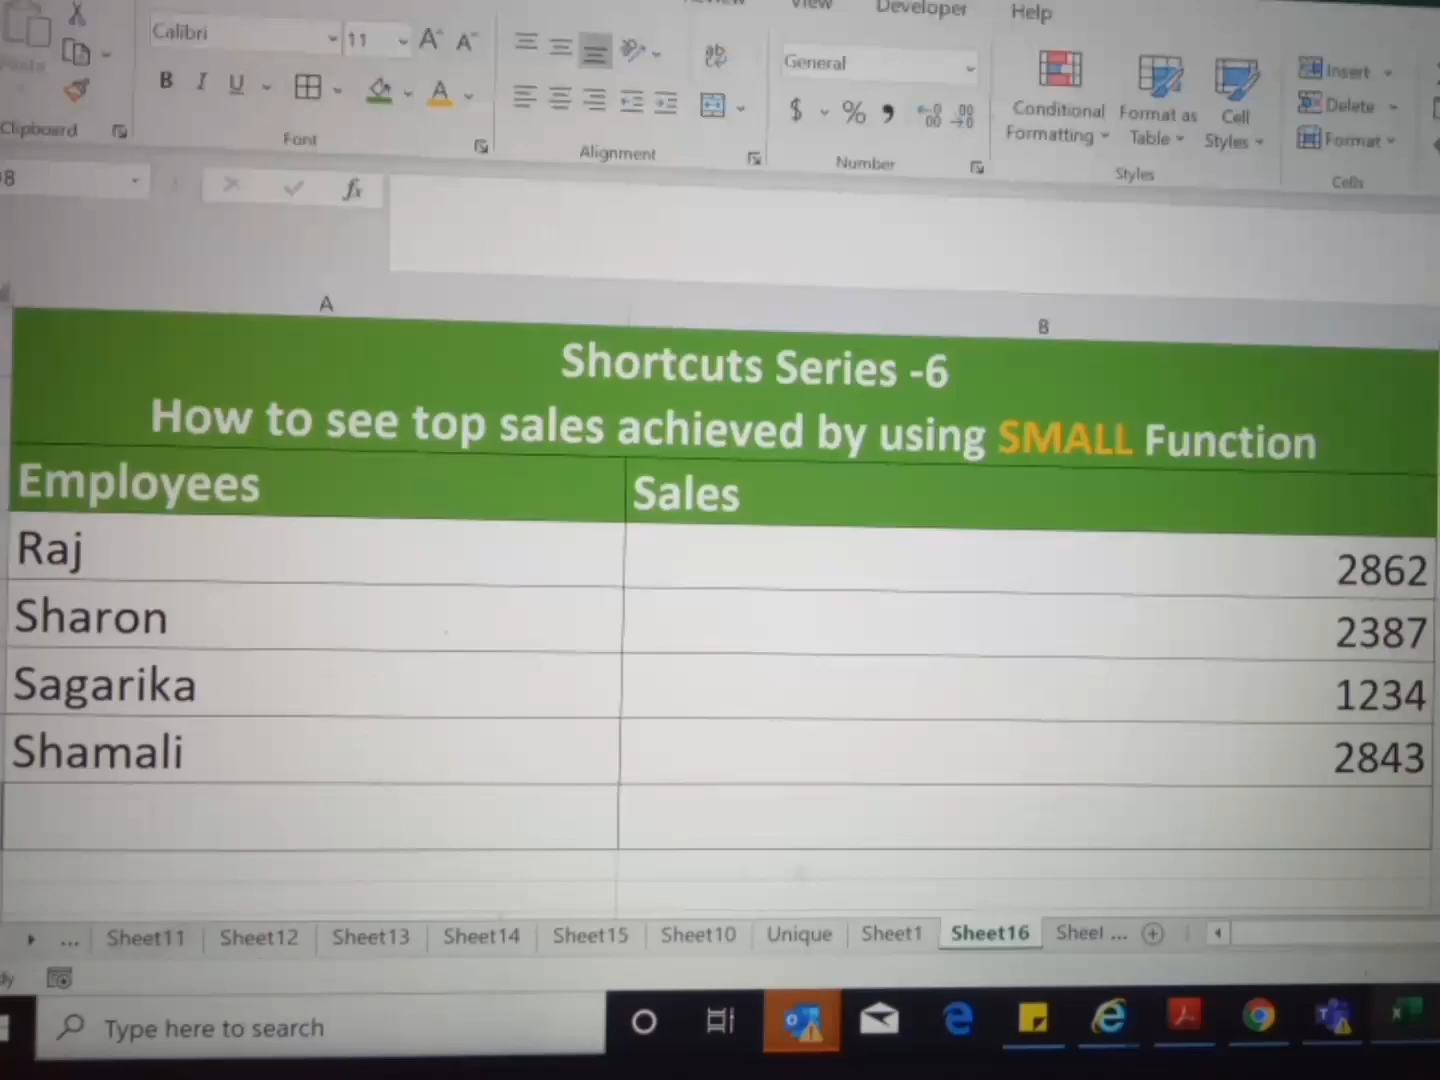 View
Developer
Help
Calibri
11
General
Insert
Delete
Format
Conditional Formatting
Format as Table
Cell Styles
Clipboard
Font
Alignment
Number
Styles
Cells
fx
A
B
Shortcuts Series -6
How to see top sales achieved by using SMALL Function
Employees Sales
Raj 2862
Sharon 2387
Sagarika 1234
Shamali 2843
... Sheet11 Sheet12 Sheet13 Sheet14 Sheet15 Sheet10 Unique Sheet1 Sheet16 Sheel ...
Type here to search